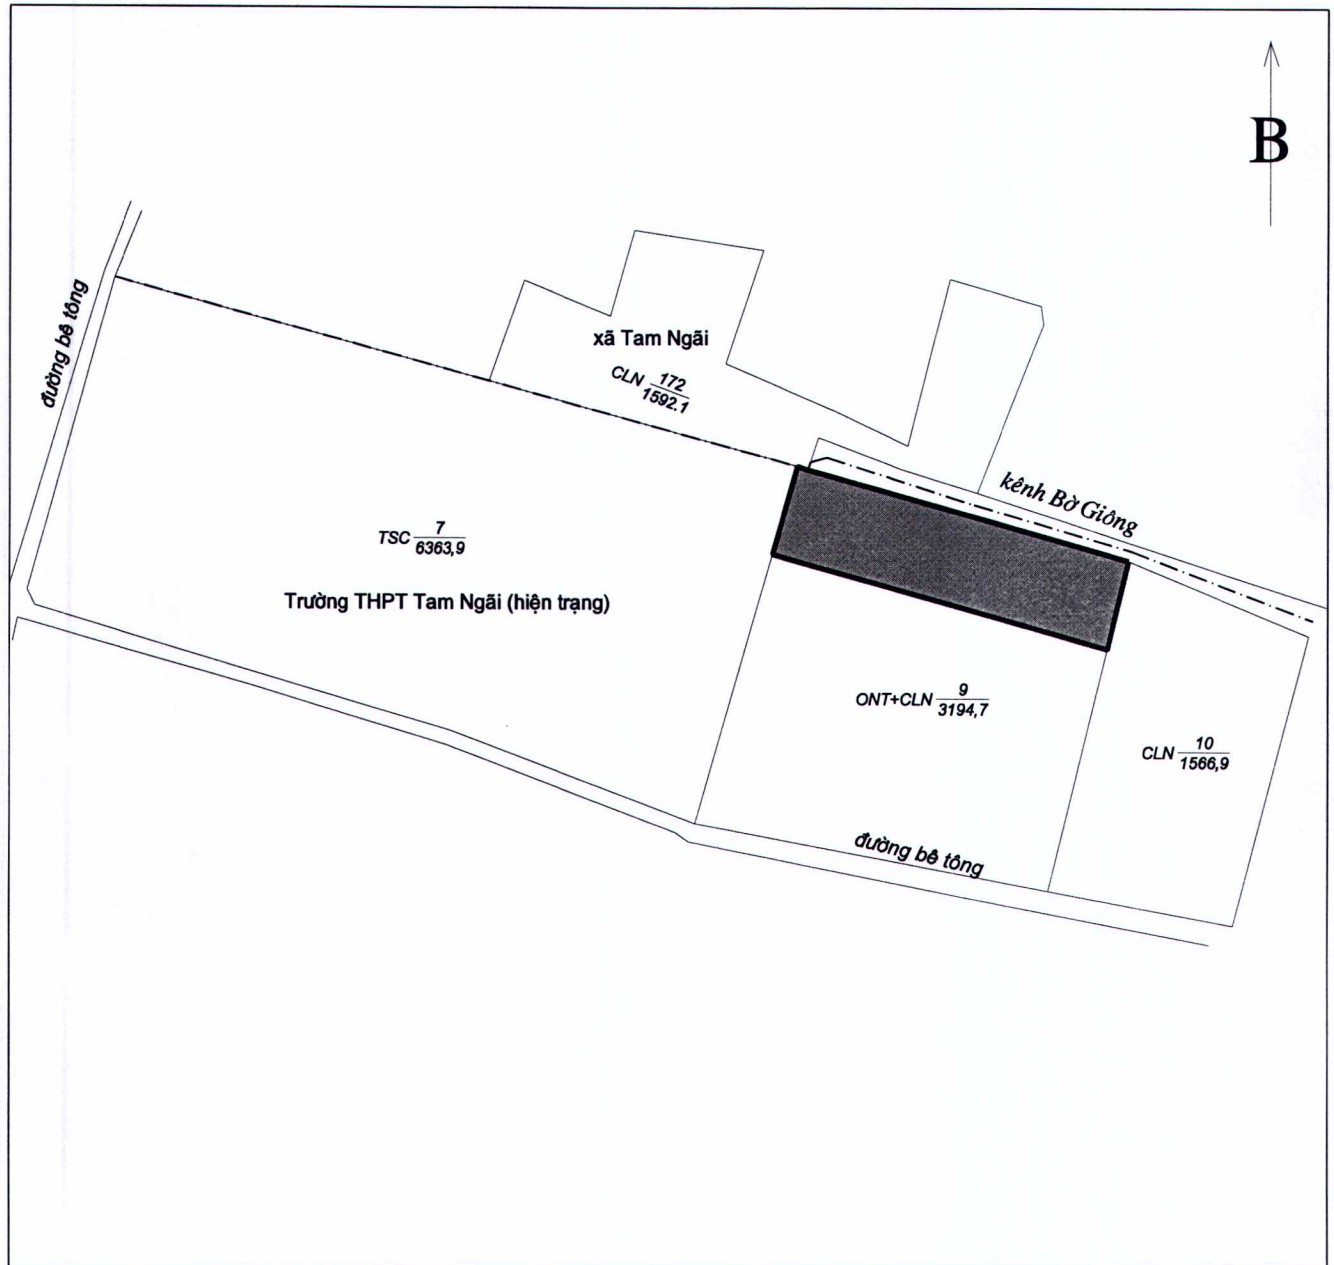 B
đường bê tông
xã Tam Ngãi
CLN 172
1592.1
kênh Bờ Giông
TSC 7
6363,9
Trường THPT Tam Ngãi (hiện trạng)
ONT+CLN 9
3194,7
CLN 10
1566,9
đường bê tông